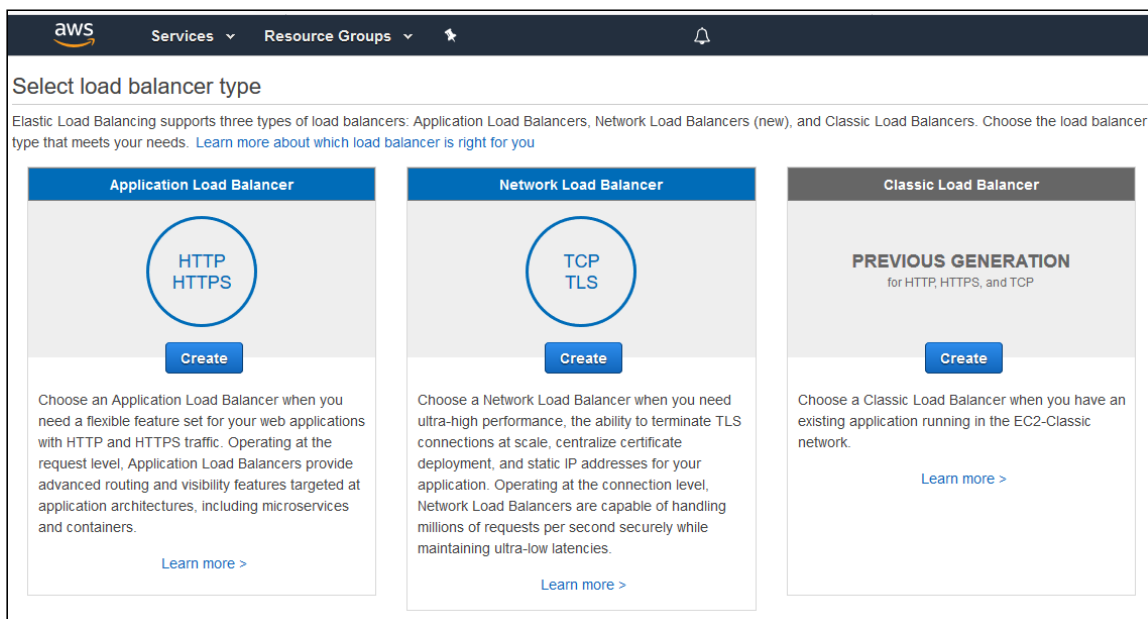 aws Services Resource Groups
Select load balancer type
Elastic Load Balancing supports three types of load balancers: Application Load Balancers, Network Load Balancers (new), and Classic Load Balancers. Choose the load balancer
type that meets your needs. Learn more about which load balancer is right for you
Application Load Balancer
HTTP
HTTPS
Create
Choose an Application Load Balancer when you
need a flexible feature set for your web applications
with HTTP and HTTPS traffic. Operating at the
request level, Application Load Balancers provide
advanced routing and visibility features targeted at
application architectures, including microservices
and containers.
Learn more >
Network Load Balancer
TCP
TLS
Create
Choose a Network Load Balancer when you need
ultra-high performance, the ability to terminate TLS
connections at scale, centralize certificate
deployment, and static IP addresses for your
application. Operating at the connection level,
Network Load Balancers are capable of handling
millions of requests per second securely while
maintaining ultra-low latencies.
Learn more >
Classic Load Balancer
PREVIOUS GENERATION
for HTTP, HTTPS, and TCP
Create
Choose a Classic Load Balancer when you have an
existing application running in the EC2-Classic
network.
Learn more >